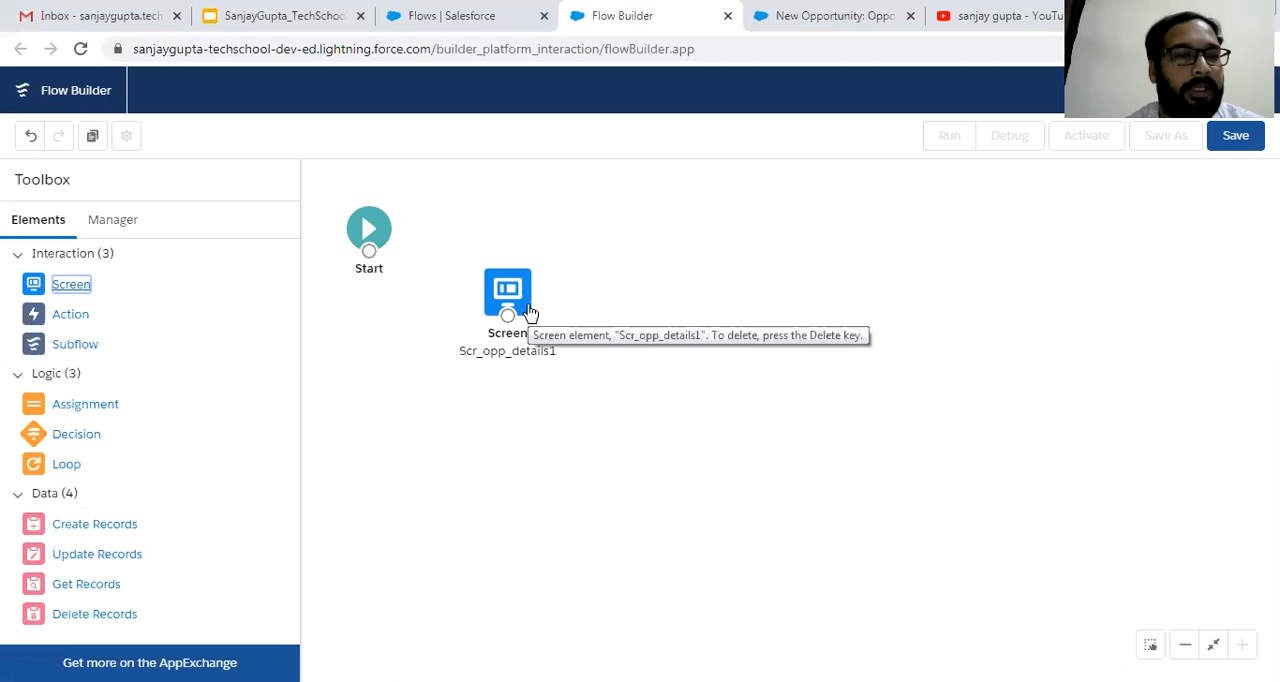 Inbox - sanjaygupta.tech
SanjayGupta_TechSchoo
Flows | Salesforce
Flow Builder
New Opportunity: Oppo
sanjay gupta - YouTu
sanjaygupta-techschool-dev-ed.lightning.force.com/builder_platform_interaction/flowBuilder.app
Flow Builder
Run
Debug
Activate
Save As
Save
Toolbox
Elements
Manager
Interaction (3)
Screen
Action
Subflow
Logic (3)
Assignment
Decision
Loop
Data (4)
Create Records
Update Records
Get Records
Delete Records
Get more on the AppExchange
Start
Screen
Scr_opp_details1
Screen element, "Scr_opp_details1". To delete, press the Delete key.